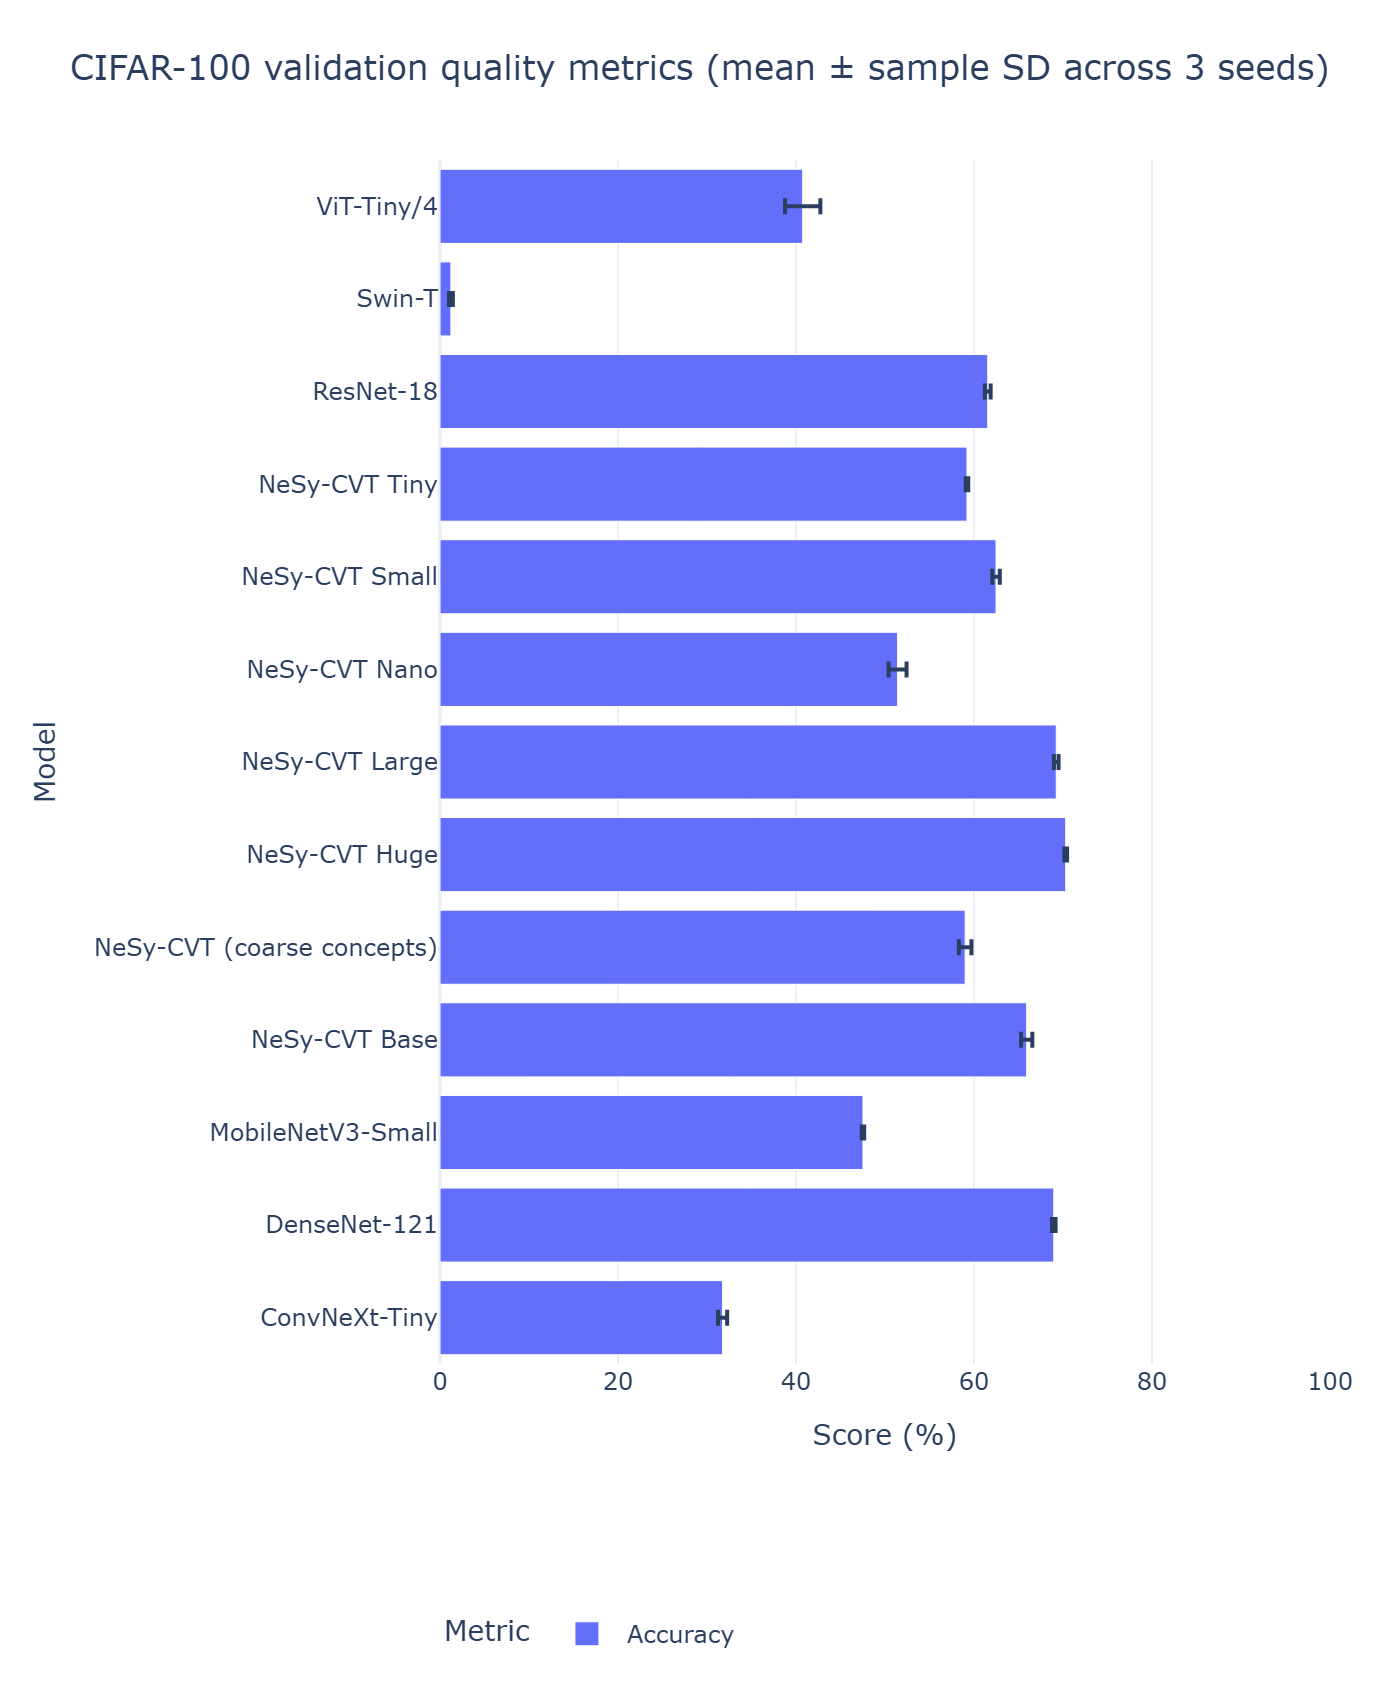 CIFAR-100 validation quality metrics (mean ± sample SD across 3 seeds)
Model
ViT-Tiny/4
Swin-T
ResNet-18
NeSy-CVT Tiny
NeSy-CVT Small
NeSy-CVT Nano
NeSy-CVT Large
NeSy-CVT Huge
NeSy-CVT (coarse concepts)
NeSy-CVT Base
MobileNetV3-Small
DenseNet-121
ConvNeXt-Tiny
0 20 40 60 80 100
Score (%)
Metric Accuracy